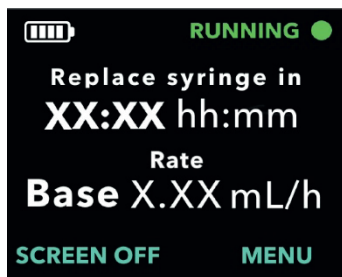 RUNNING
Replace syringe in
XX:XX hh:mm
Rate
Base X.XX mL/h
SCREEN OFF MENU